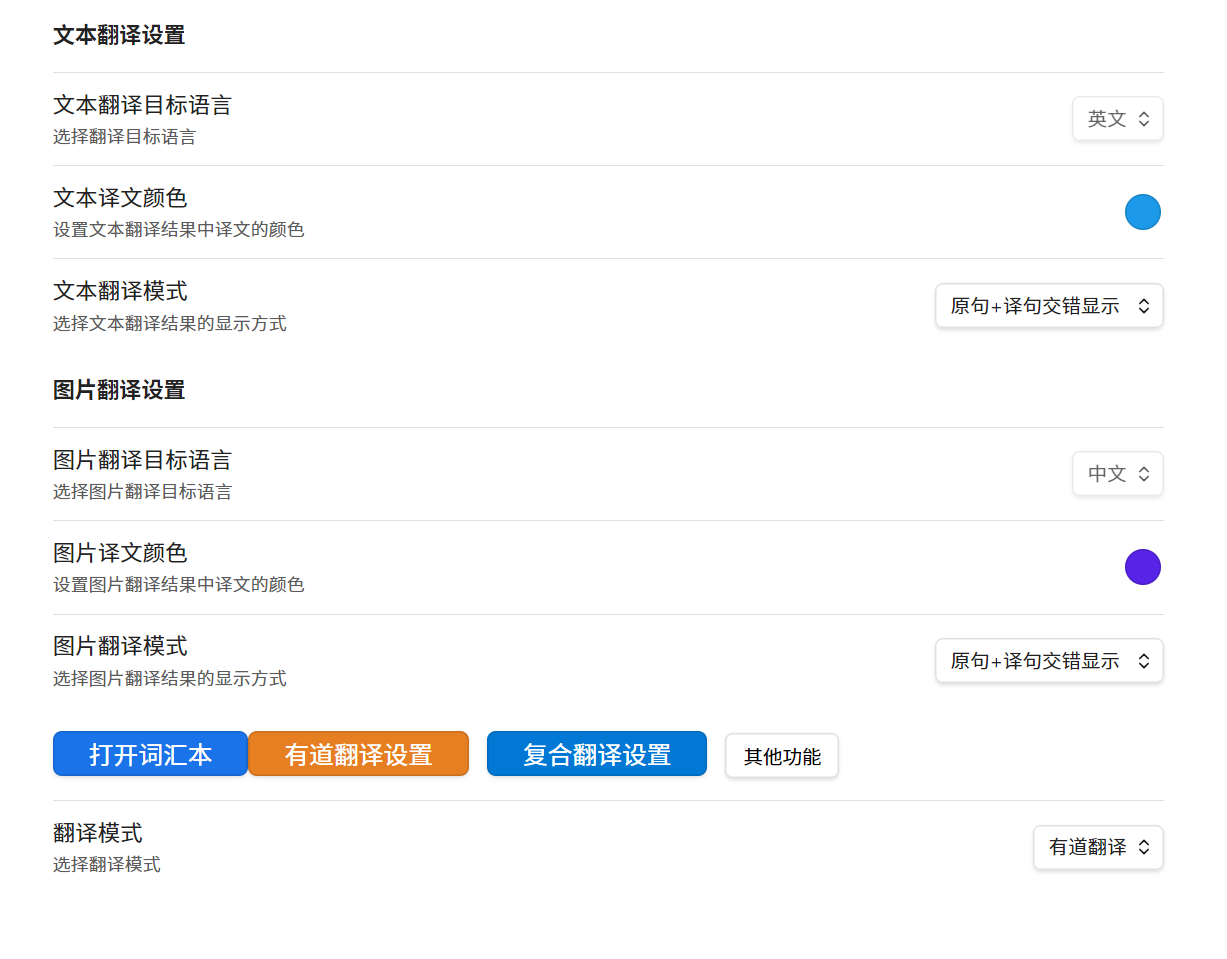 文本翻译设置
文本翻译目标语言
选择翻译目标语言
英文
文本译文颜色
设置文本翻译结果中译文的颜色
文本翻译模式
选择文本翻译结果的显示方式
原句+译句交错显示
图片翻译设置
图片翻译目标语言
选择图片翻译目标语言
中文
图片译文颜色
设置图片翻译结果中译文的颜色
图片翻译模式
选择图片翻译结果的显示方式
原句+译句交错显示
打开词汇本 有道翻译设置 复合翻译设置 其他功能
翻译模式
选择翻译模式
有道翻译